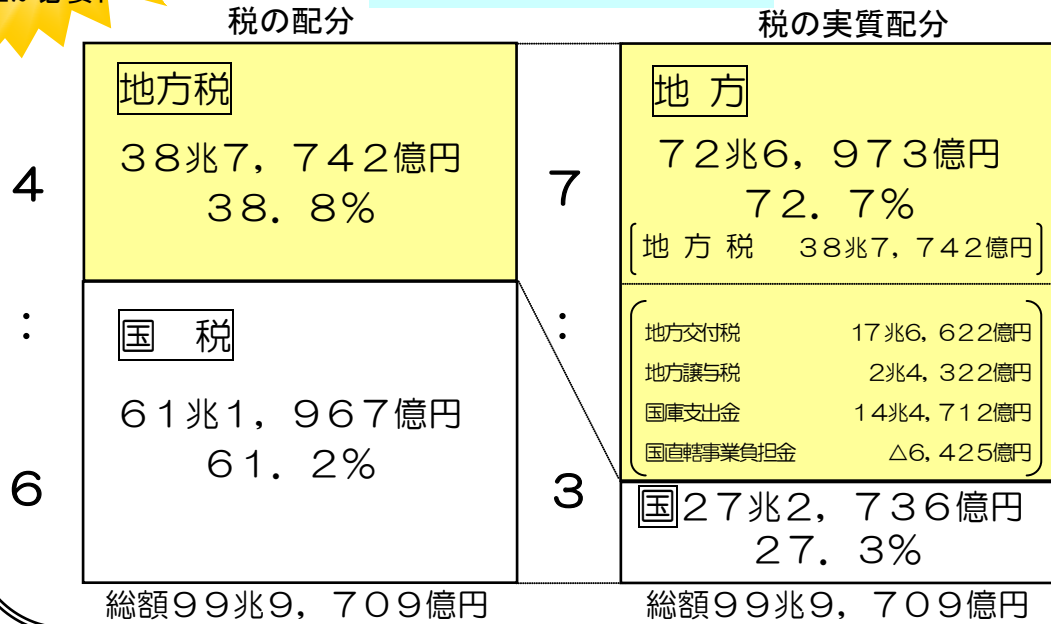 税の配分
税の実質配分
地方税
38兆7,742億円
38.8%
4
:
6
国 税
61兆1,967億円
61.2%
総額99兆9,709億円
7
:
3
地 方
72兆6,973億円
72.7%
地 方 税 38兆7,742億円
地方交付税 17兆6,622億円
地方譲与税 2兆4,322億円
国庫支出金 14兆4,712億円
国直轄事業負担金 △6,425億円
国27兆2,736億円
27.3%
総額99兆9,709億円